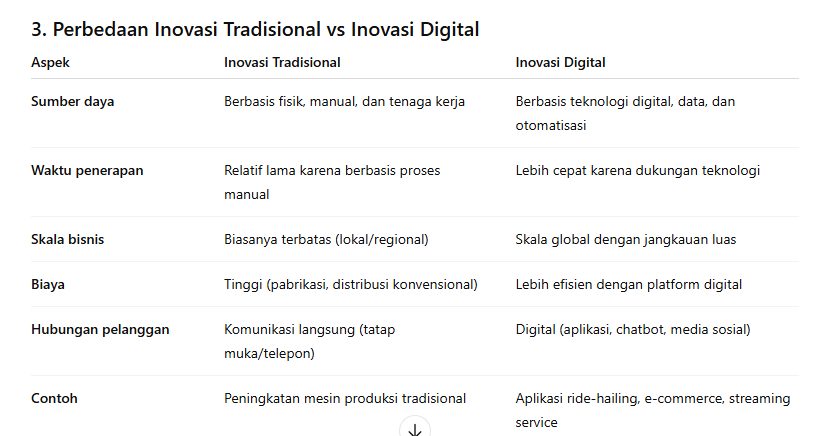 3. Perbedaan Inovasi Tradisional vs Inovasi Digital
Aspek Inovasi Tradisional Inovasi Digital
Sumber daya Berbasis fisik, manual, dan tenaga kerja Berbasis teknologi digital, data, dan
otomatisasi
Waktu penerapan Relatif lama karena berbasis proses Lebih cepat karena dukungan teknologi
manual
Skala bisnis Biasanya terbatas (lokal/regional) Skala global dengan jangkauan luas
Biaya Tinggi (pabrikasi, distribusi konvensional) Lebih efisien dengan platform digital
Hubungan pelanggan Komunikasi langsung (tatap Digital (aplikasi, chatbot, media sosial)
muka/telepon)
Contoh Peningkatan mesin produksi tradisional Aplikasi ride-hailing, e-commerce, streaming
service